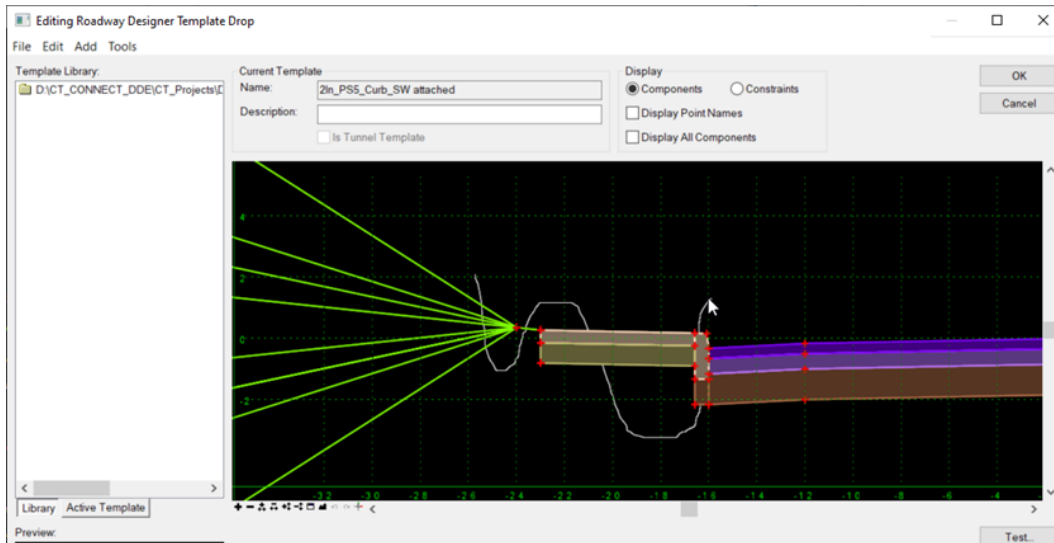 Editing Roadway Designer Template Drop
File Edit Add Tools
Template Library:
D:\CT_CONNECT_DDE\CT_Projects\D
Current Template
Name: 2ln_PS5_Curb_SW attached
Description:
Is Tunnel Template
Display
Components Constraints
Display Point Names
Display All Components
OK
Cancel
4
2
0
-2
-32 -30 -28 -26 -24 -22 -20 -18 -16 -14 -12 -10 -8 -6 -4
Library Active Template
Preview:
Test...